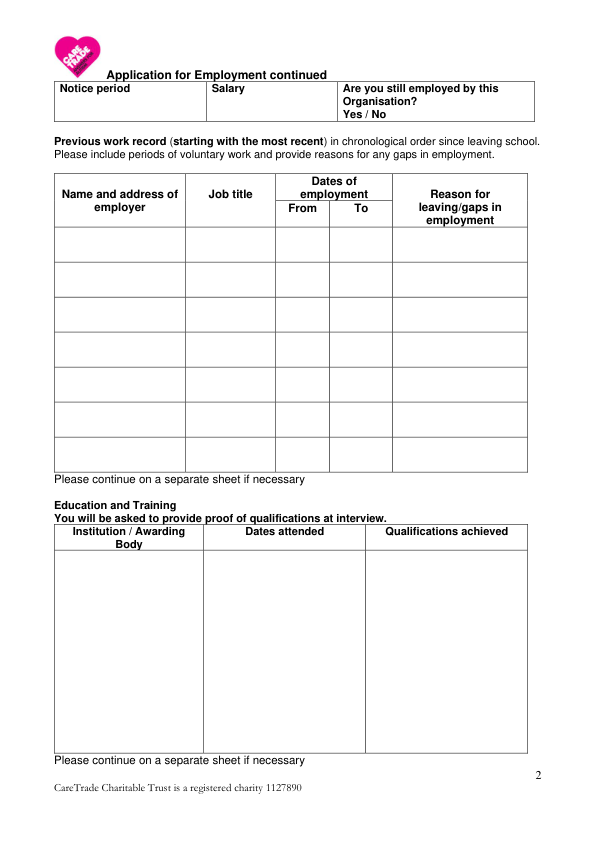 CARE
TRADE
Application for Employment continued
Notice period
Salary
Are you still employed by this
Organisation?
Yes / No
Previous work record (starting with the most recent) in chronological order since leaving school.
Please include periods of voluntary work and provide reasons for any gaps in employment.
Name and address of
employer
Job title
Dates of
employment
From
To
Reason for
leaving/gaps in
employment
Please continue on a separate sheet if necessary
Education and Training
You will be asked to provide proof of qualifications at interview.
Institution / Awarding
Body
Dates attended
Qualifications achieved
Please continue on a separate sheet if necessary
2
CareTrade Charitable Trust is a registered charity 1127890